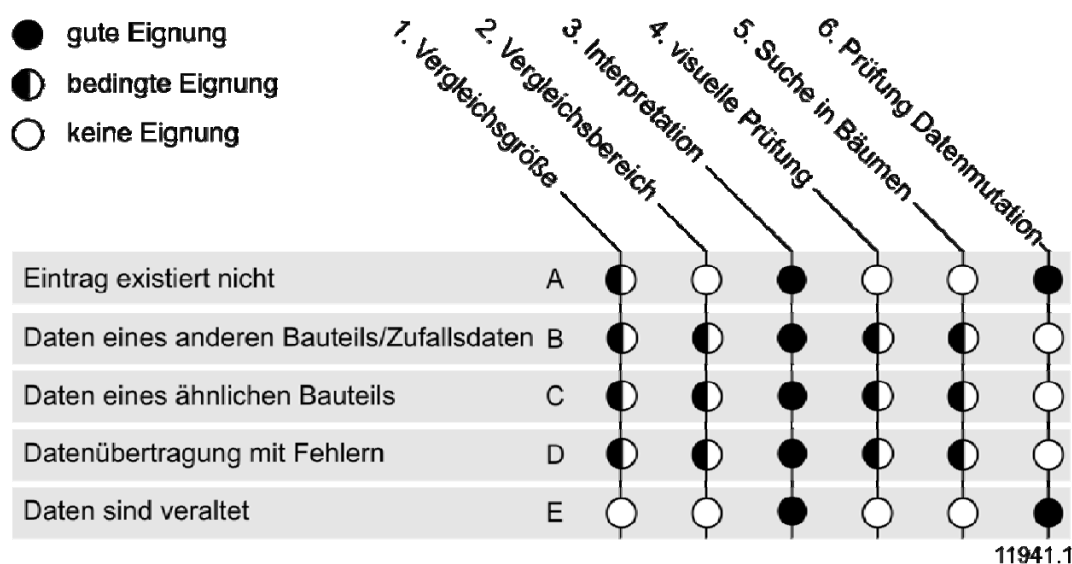 gute Eignung
bedingte Eignung
keine Eignung
1. Vergleichsgröße
2. Vergleichsbereich
3. Interpretation
4. visuelle Prüfung
5. Suche in Bäumen
6. Prüfung Datenmutation
Eintrag existiert nicht A
Daten eines anderen Bauteils/Zufallsdaten B
Daten eines ähnlichen Bauteils C
Datenübertragung mit Fehlern D
Daten sind veraltet E
11941.1